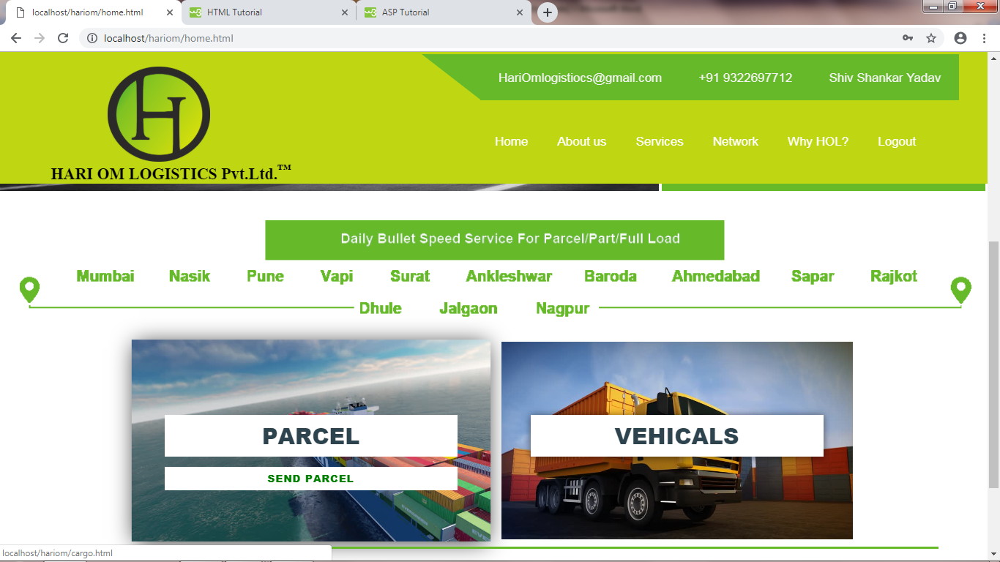 localhost/hariom/home.html HTML Tutorial ASP Tutorial
localhost/hariom/home.html
HariOmlogistiocs@gmail.com +91 9322697712 Shiv Shankar Yadav
H
Home About us Services Network Why HOL? Logout
HARI OM LOGISTICS Pvt.Ltd.™
Daily Bullet Speed Service For Parcel/Part/Full Load
Mumbai Nasik Pune Vapi Surat Ankleshwar Baroda Ahmedabad Sapar Rajkot
Dhule Jalgaon Nagpur
PARCEL VEHICALS
SEND PARCEL
localhost/hariom/cargo.html